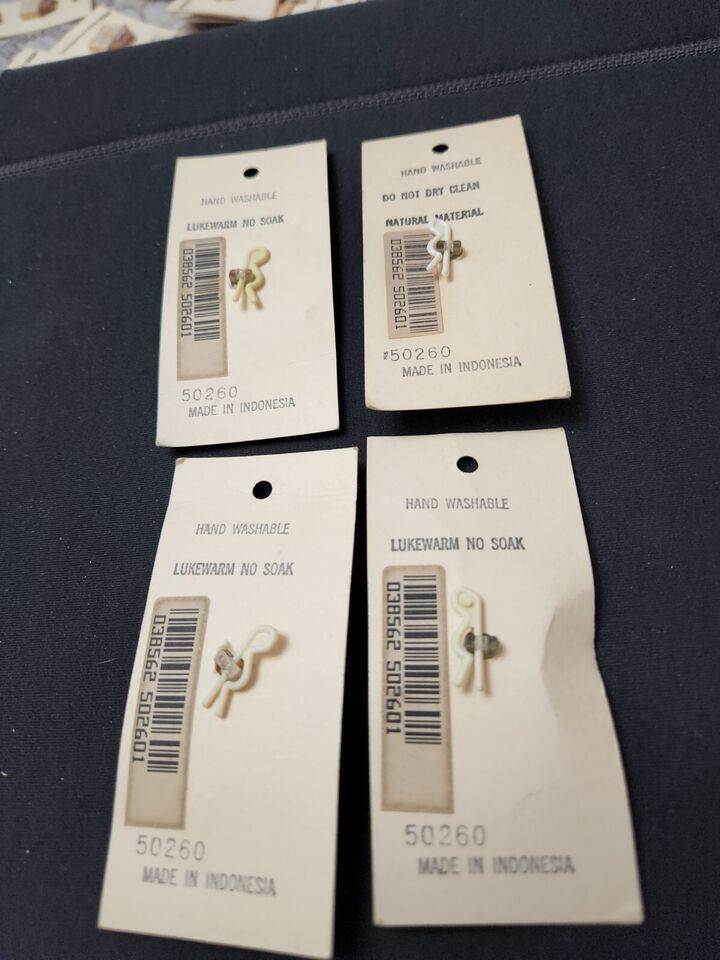 HAND WASHABLE
LUKEWARM NO SOAK
038562 502601
50260
MADE IN INDONESIA
HAND WASHABLE
DO NOT DRY CLEAN
NATURAL MATERIAL
038562 502601
50260
MADE IN INDONESIA
HAND WASHABLE
LUKEWARM NO SOAK
038562 502601
50260
MADE IN INDONESIA
HAND WASHABLE
LUKEWARM NO SOAK
038562 502601
50260
MADE IN INDONESIA